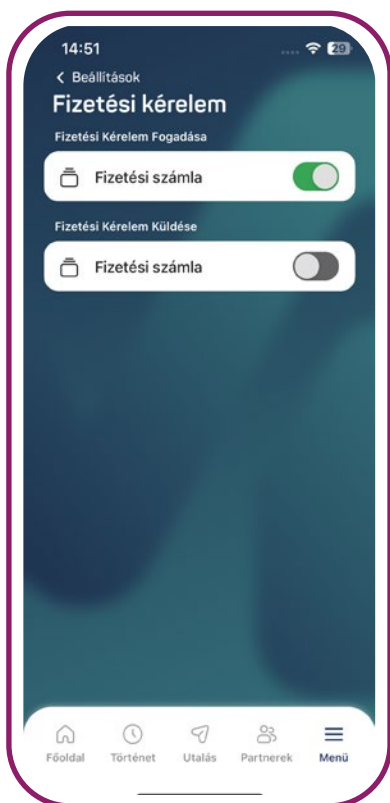 14:51
29
Beállítások
Fizetési kérelem
Fizetési Kérelem Fogadása
Fizetési számla
Fizetési Kérelem Küldése
Fizetési számla
Főoldal Történet Utalás Partnerek Menü